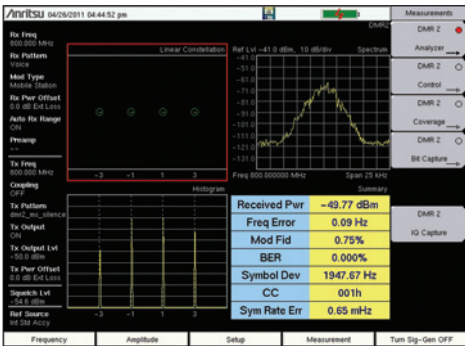 Anritsu 04/26/2011 04:44:52 pm
Measurements
DMR2
Rx Freq
800.000 MHz
Rx Pattern
Voice
Mod Type
Mobile Station
Rx Pwr Offset
0.0 dB Ext Loss
Auto Rx Range
ON
Preamp
--
Tx Freq
800.000 MHz
Coupling
OFF
Tx Pattern
dmr2_ms_silence
Tx Output
ON
Tx Output Lvl
-50.0 dBm
Tx Pwr Offset
0.0 dB Ext Loss
Squelch Lvl
-54.6 dBm
Ref Source
Int Std Accy
Linear Constellation
-3 -1 1 3
Ref Lvl -41.0 dBm, 10 dB/div Spectrum
-41.0
-51.0
-61.0
-71.0
-81.0
-91.0
-101.0
-111.0
-121.0
-131.0
Freq 800.000000 MHz Span 25 kHz
Histogram
-3 -1 1 3
Summary
Received Pwr -49.77 dBm
Freq Error 0.09 Hz
Mod Fid 0.75%
BER 0.000%
Symbol Dev 1947.67 Hz
CC 001h
Sym Rate Err 0.65 mHz
DMR 2
Analyzer
DMR 2
Control
DMR 2
Coverage
DMR 2
Bit Capture
DMR 2
IQ Capture
Frequency Amplitude Setup Measurement Turn Sig-Gen OFF